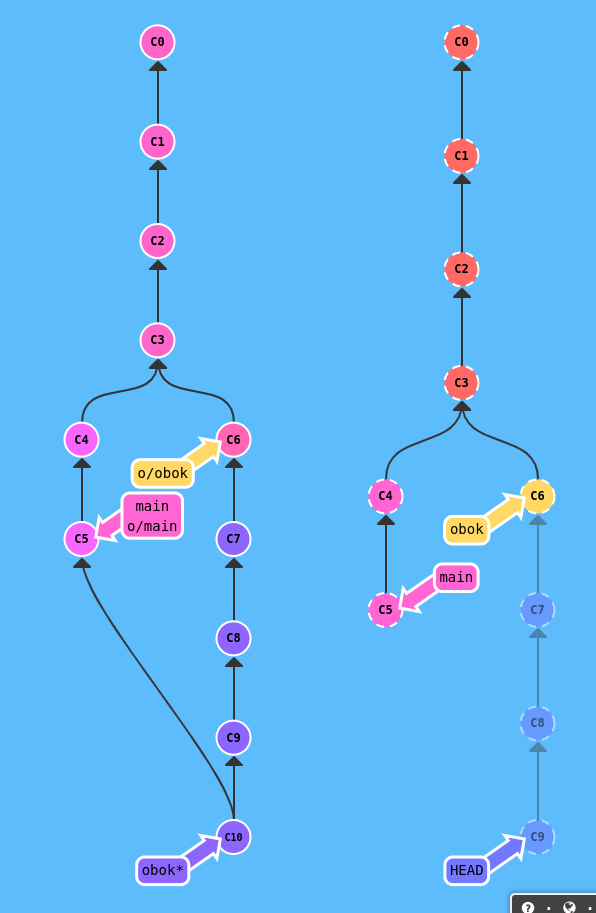 C0
C1
C2
C3
C4
C6
o/obok
main
o/main
C5
C7
C8
C9
C10
obok*
C0
C1
C2
C3
C4
C6
obok
main
C5
C7
C8
C9
HEAD
?